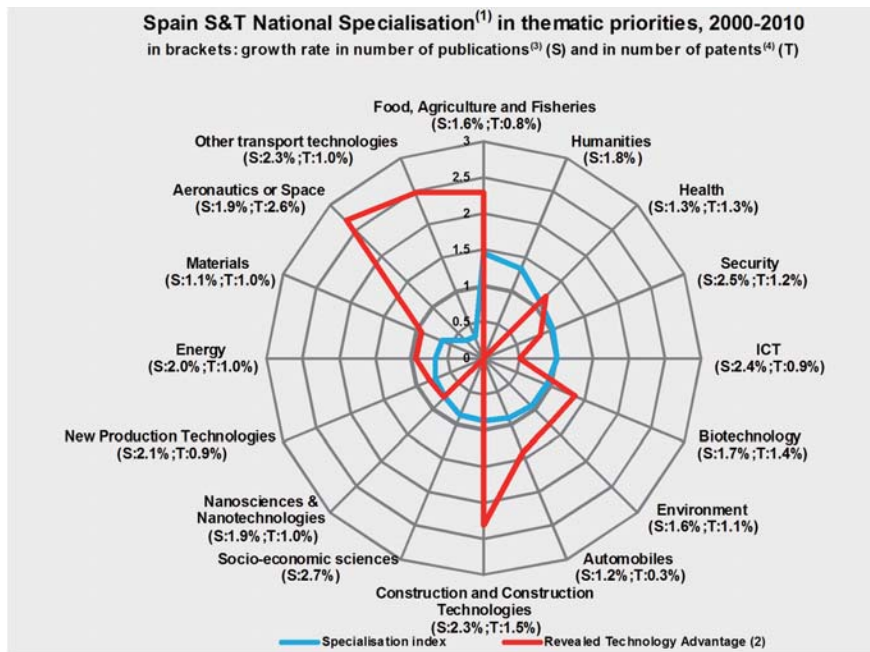 Spain S&T National Specialisation(1) in thematic priorities, 2000-2010
in brackets: growth rate in number of publications(3) (S) and in number of patents(4) (T)
Food, Agriculture and Fisheries
(S:1.6%;T:0.8%)
Other transport technologies
(S:2.3%;T:1.0%)
Humanities
(S:1.8%)
Aeronautics or Space
(S:1.9%;T:2.6%)
Health
(S:1.3%;T:1.3%)
Materials
(S:1.1%;T:1.0%)
Security
(S:2.5%;T:1.2%)
Energy
(S:2.0%;T:1.0%)
ICT
(S:2.4%;T:0.9%)
New Production Technologies
(S:2.1%;T:0.9%)
Biotechnology
(S:1.7%;T:1.4%)
Nanosciences &
Nanotechnologies
(S:1.9%;T:1.0%)
Environment
(S:1.6%;T:1.1%)
Socio-economic sciences
(S:2.7%)
Automobiles
(S:1.2%;T:0.3%)
Construction and Construction
Technologies
(S:2.3%;T:1.5%)
3
2.5
2
1.5
1
0.5
0
Specialisation index
Revealed Technology Advantage (2)